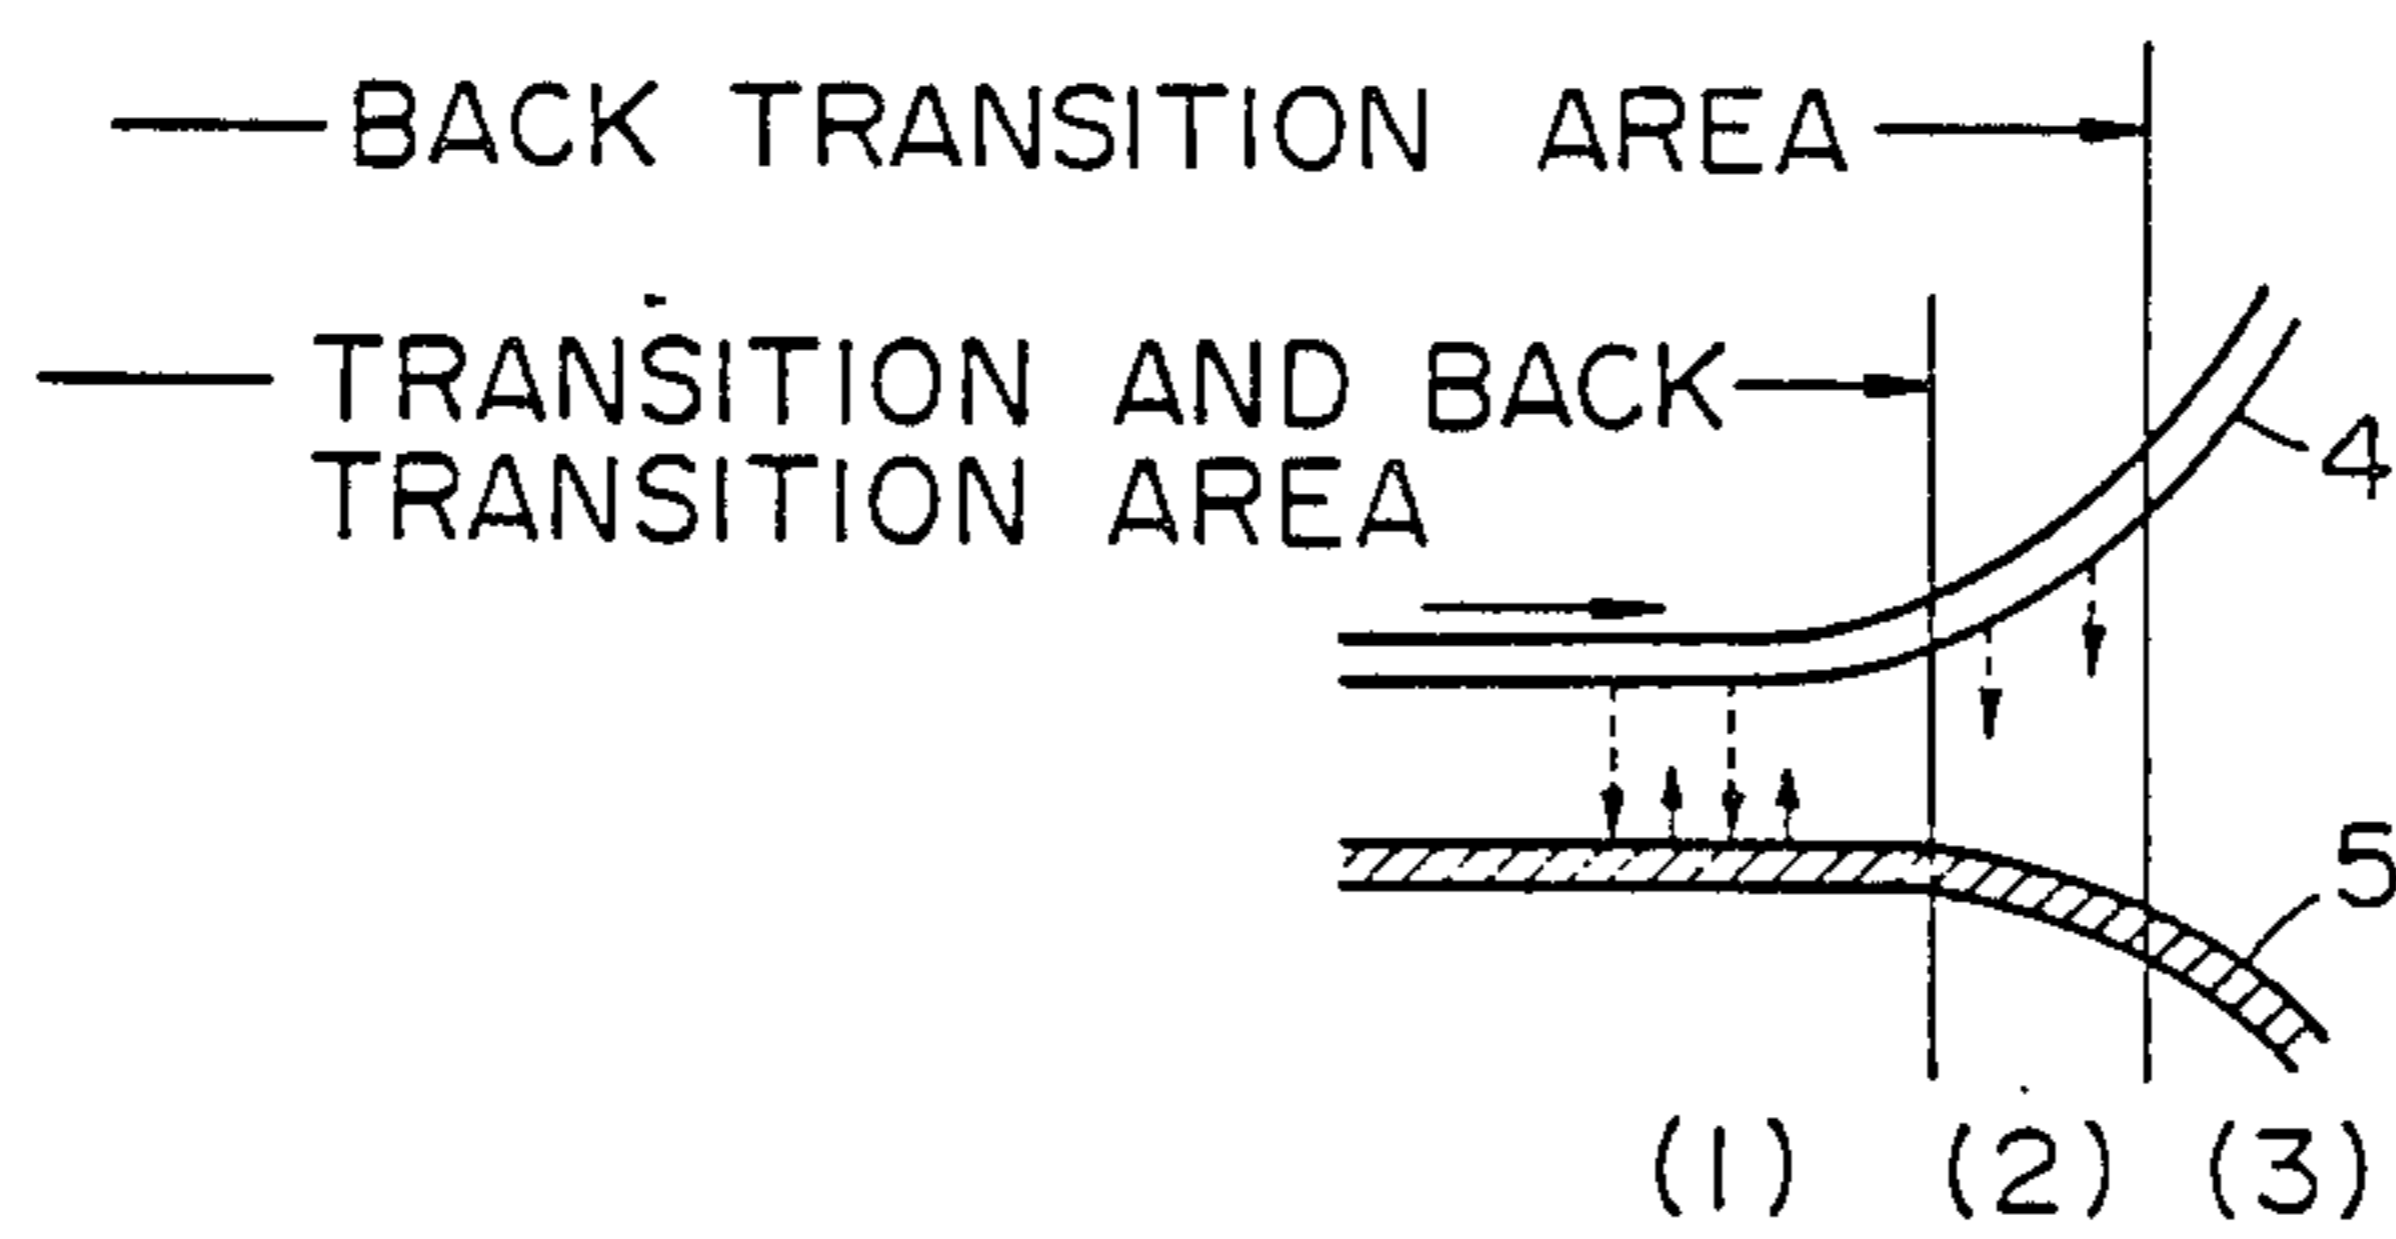 BACK TRANSITION AREA
TRANSITION AND BACK
TRANSITION AREA
4
5
(1) (2) (3)